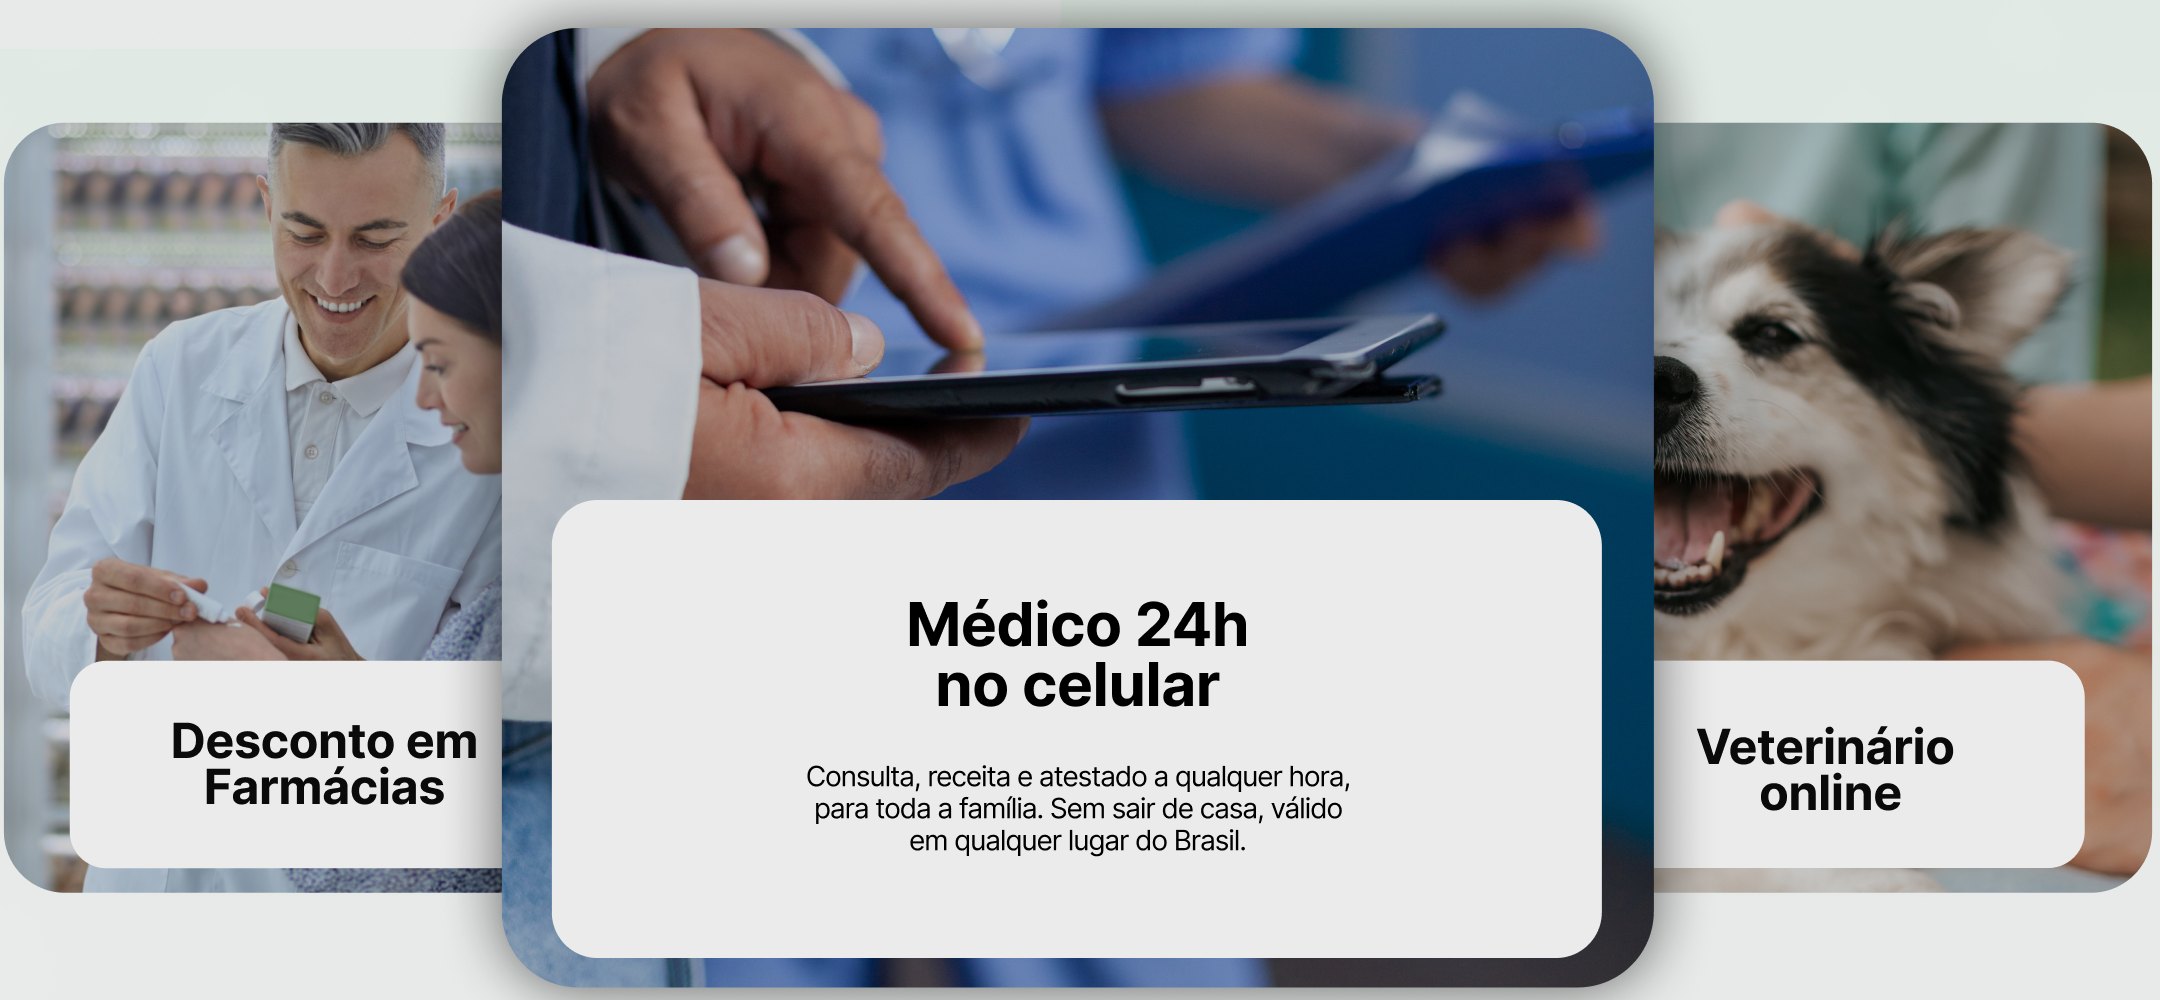 Desconto em
Farmácias
Médico 24h
no celular
Consulta, receita e atestado a qualquer hora,
para toda a família. Sem sair de casa, válido
em qualquer lugar do Brasil.
Veterinário
online